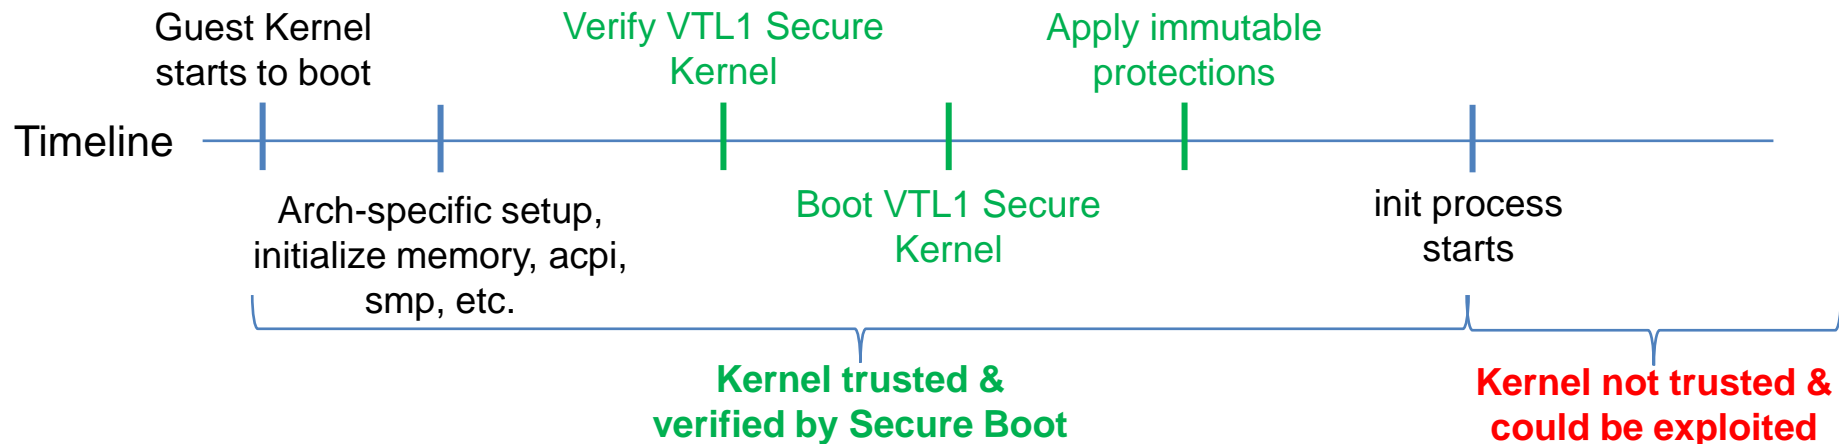 Guest Kernel
starts to boot
Verify VTL1 Secure
Kernel
Apply immutable
protections
Timeline
Arch-specific setup,
initialize memory, acpi,
smp, etc.
Boot VTL1 Secure
Kernel
init process
starts
Kernel trusted &
verified by Secure Boot
Kernel not trusted &
could be exploited